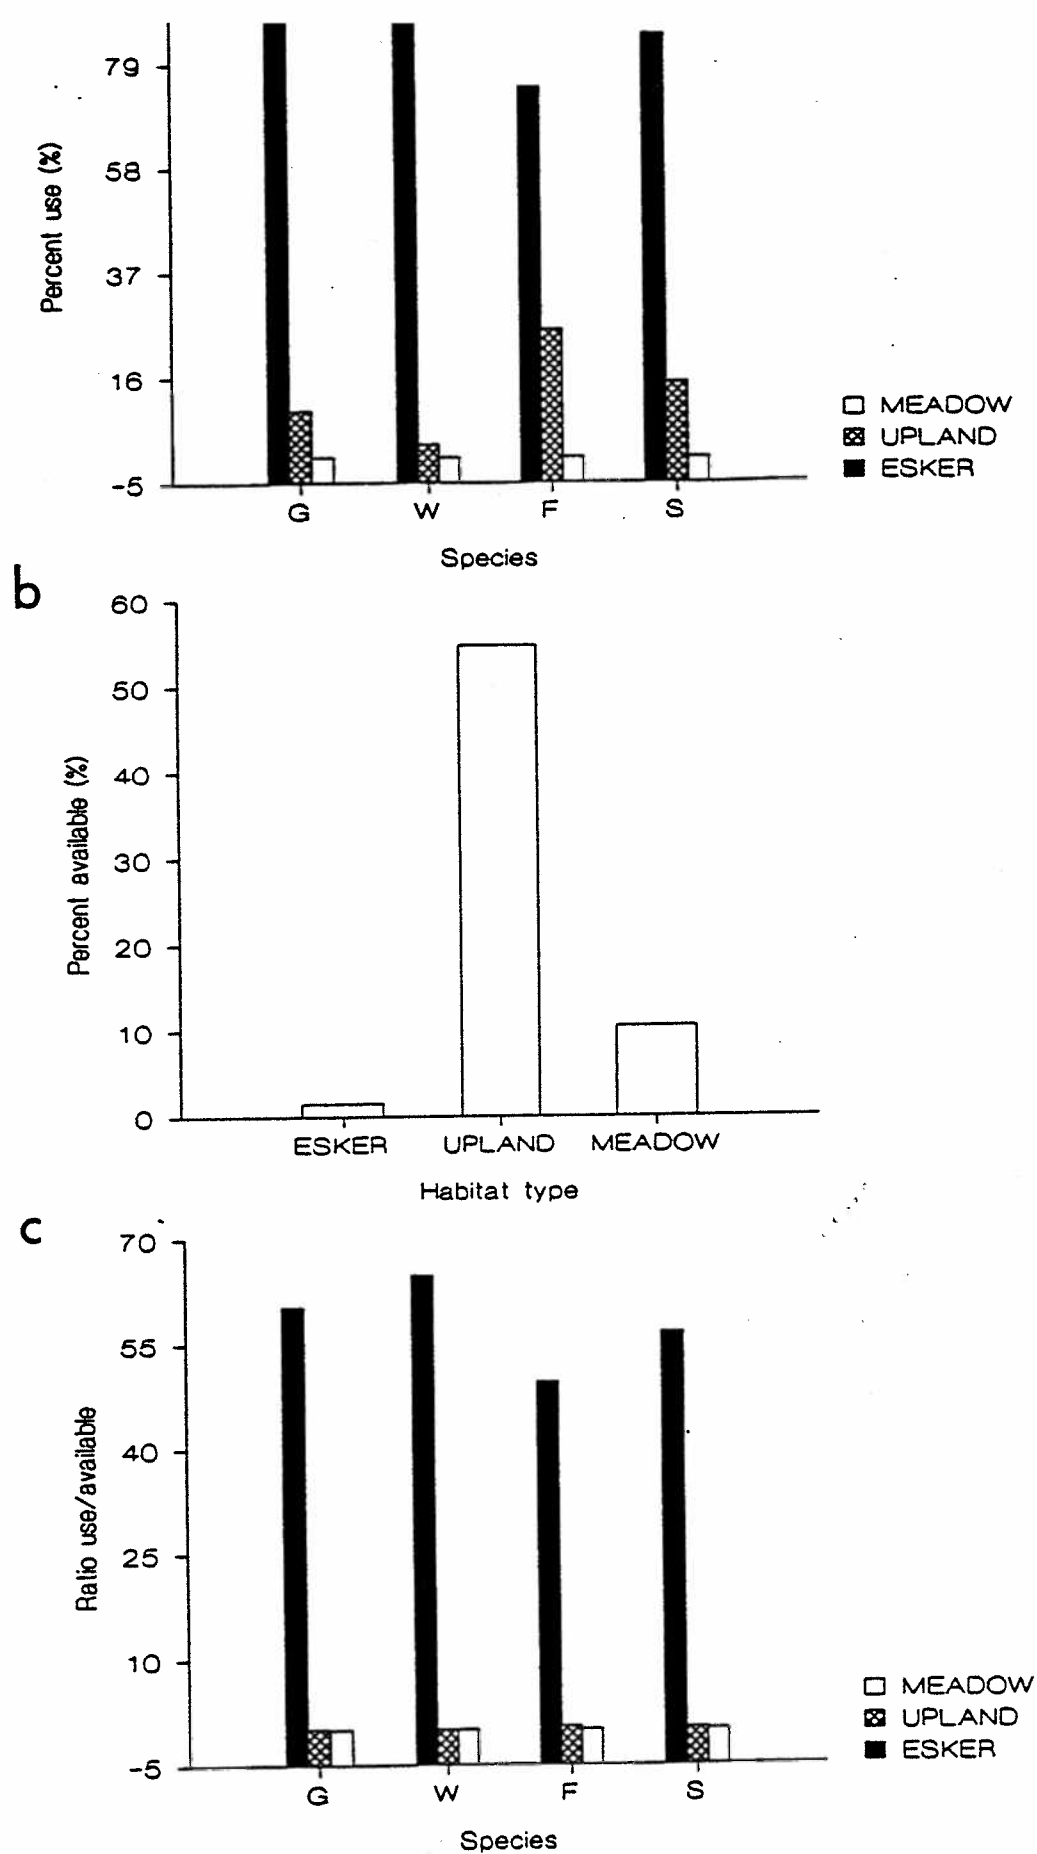 79
58
37
16
-5
Percent use (%)
G W F S
Species
MEADOW
UPLAND
ESKER
b
60
50
40
30
20
10
0
Percent available (%)
ESKER UPLAND MEADOW
Habitat type
c
70
55
40
25
10
-5
Ratio use/available
G W F S
Species
MEADOW
UPLAND
ESKER